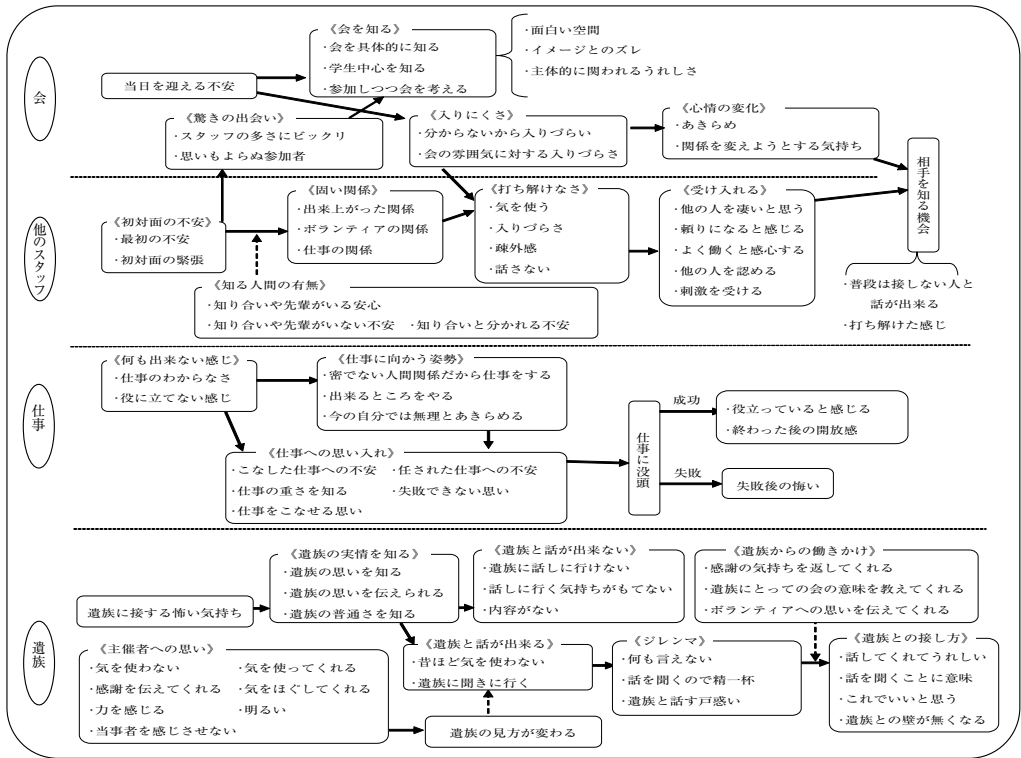 会
当日を迎える不安
《会を知る》
・会を具体的に知る
・学生中心を知る
・参加しつつ会を考える
・面白い空間
・イメージとのズレ
・主体的に関われるうれしさ
《驚きの出会い》
・スタッフの多さにビックリ
・思いもよらぬ参加者
《入りにくさ》
・分からないから入りづらい
・会の雰囲気に対する入りづらさ
《心情の変化》
・あきらめ
・関係を変えようとする気持ち
相手を知る機会
・普段は接しない人と
話が出来る
・打ち解けた感じ
他のスタッフ
《初対面の不安》
・最初の不安
・初対面の緊張
《固い関係》
・出来上がった関係
・ボランティアの関係
・仕事の関係
《打ち解けなさ》
・気を使う
・入りづらさ
・疎外感
・話さない
《受け入れる》
・他の人を凄いと思う
・頼りになると感じる
・よく働くと感心する
・他の人を認める
・刺激を受ける
《知る人間の有無》
・知り合いや先輩がいる安心
・知り合いや先輩がいない不安 ・知り合いと分かれる不安
仕事
《何も出来ない感じ》
・仕事のわからなさ
・役に立てない感じ
《仕事に向かう姿勢》
・密でない人間関係だから仕事をする
・出来るところをやる
・今の自分では無理とあきらめる
《仕事への思い入れ》
・こなした仕事への不安 ・任された仕事への不安
・仕事の重さを知る ・失敗できない思い
・仕事をこなせる思い
仕事に没頭
成功
・役立っていると感じる
・終わった後の開放感
失敗
失敗後の悔い
遺族
遺族に接する怖い気持ち
《遺族の実情を知る》
・遺族の思いを知る
・遺族の思いを伝えられる
・遺族の普通さを知る
《遺族と話が出来ない》
・遺族に話しに行けない
・話しに行く気持ちがもてない
・内容がない
《遺族からの働きかけ》
・感謝の気持ちを返してくれる
・遺族にとっての会の意味を教えてくれる
・ボランティアへの思いを伝えてくれる
《主催者への思い》
・気を使わない ・気を使ってくれる
・感謝を伝えてくれる ・気をほぐしてくれる
・力を感じる ・明るい
・当事者を感じさせない
《遺族と話が出来る》
・昔ほど気を使わない
・遺族に聞きに行く
遺族の見方が変わる
《ジレンマ》
・何も言えない
・話を聞くので精一杯
・遺族と話す戸惑い
《遺族との接し方》
・話してくれてうれしい
・話を聞くことに意味
・これでいいと思う
・遺族との壁が無くなる